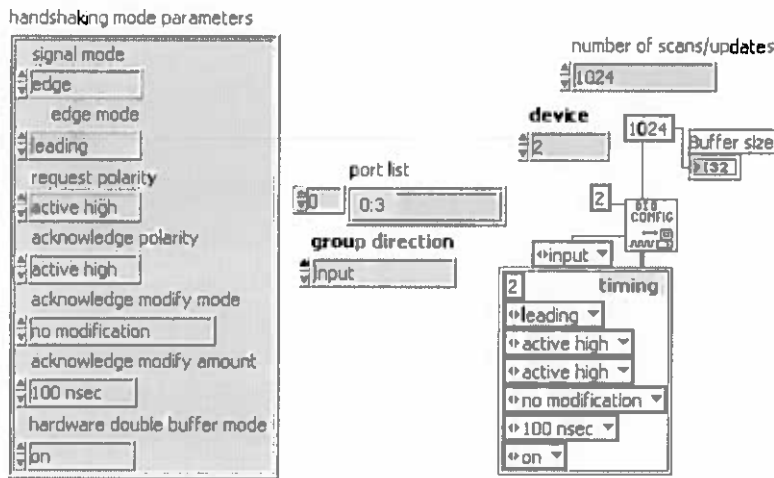 handshaking mode parameters
signal mode
edge
edge mode
leading
request polarity
active high
acknowledge polarity
active high
acknowledge modify mode
no modification
acknowledge modify amount
100 nsec
hardware double buffer mode
on
port list
0
0:3
group direction
input
number of scans/updates
1024
device
2
1024
Buffer size
I32
2
DIO
CONFIG
input
2 timing
leading
active high
active high
no modification
100 nsec
on